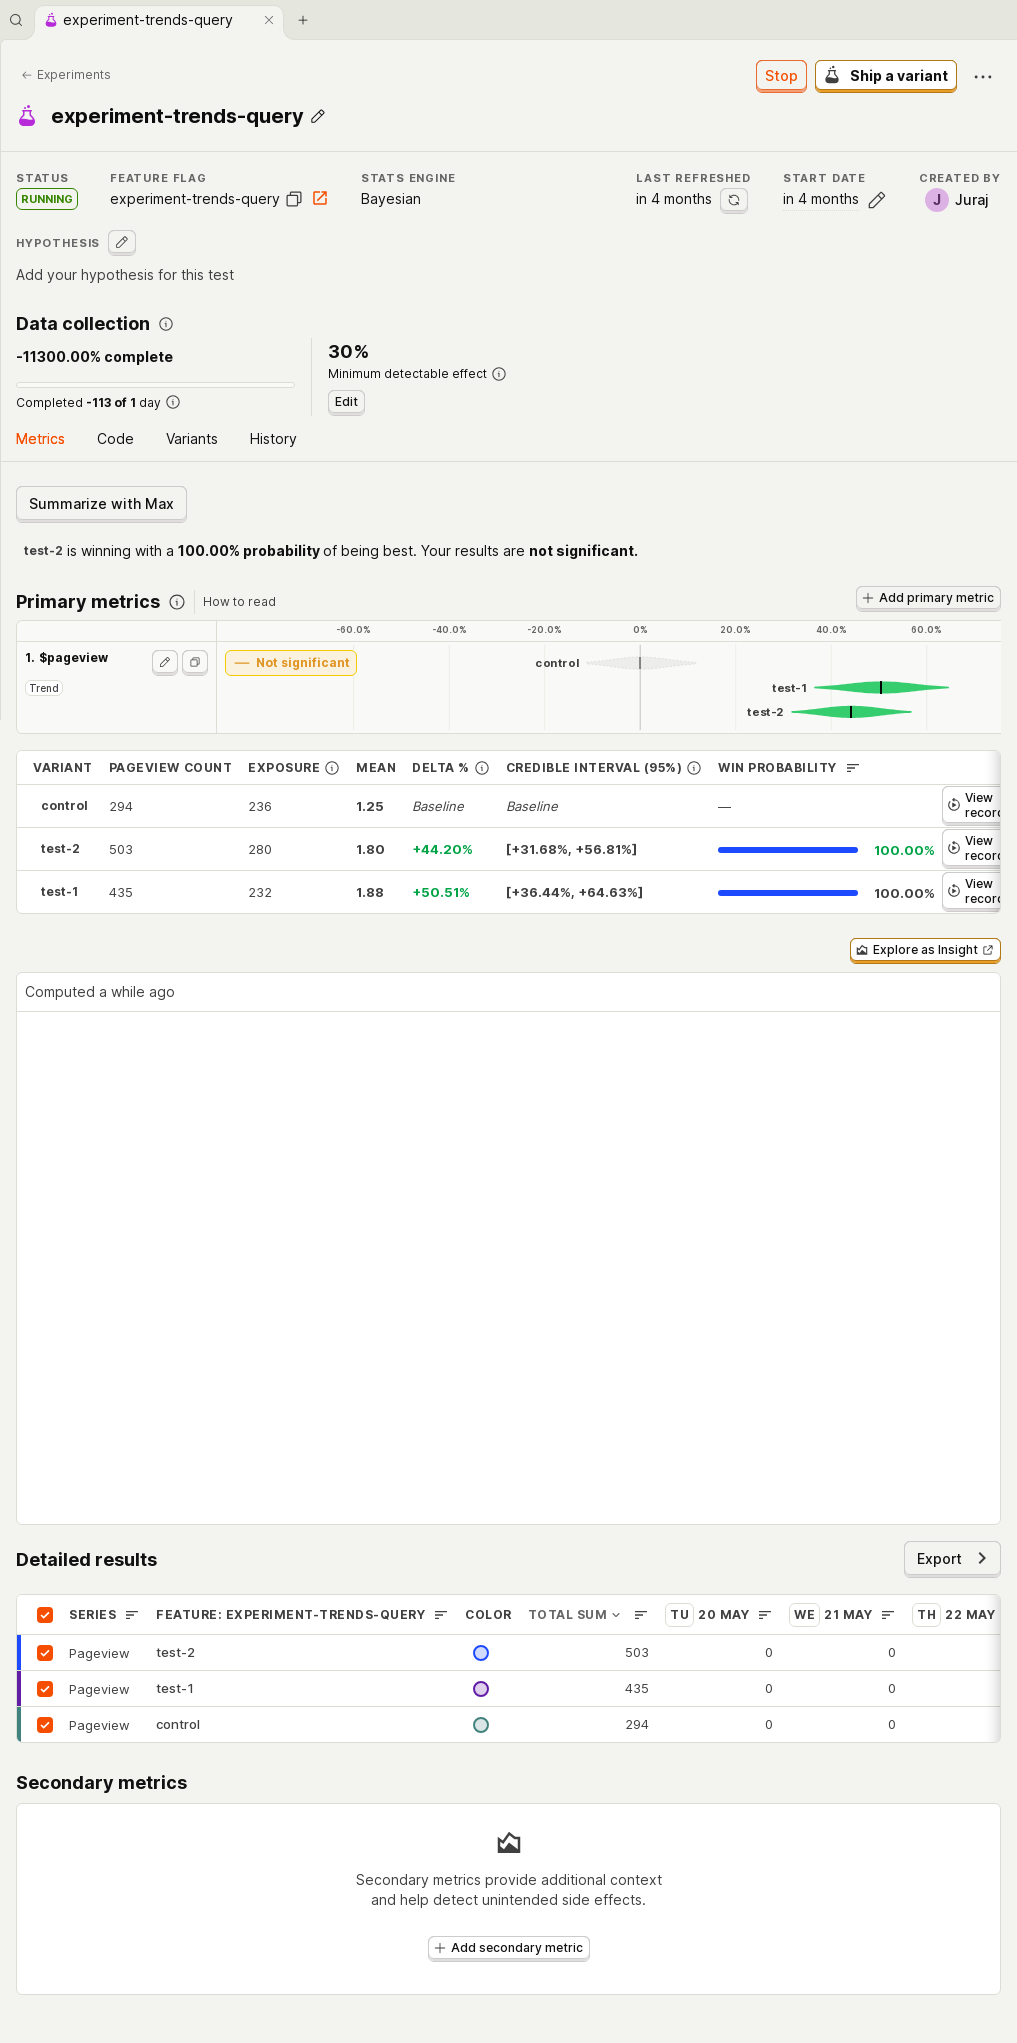 experiment-trends-query
Experiments
Stop
Ship a variant
experiment-trends-query
STATUS
FEATURE FLAG
STATS ENGINE
LAST REFRESHED
START DATE
CREATED BY
RUNNING
experiment-trends-query
Bayesian
in 4 months
in 4 months
J
Juraj
HYPOTHESIS
Add your hypothesis for this test
Data collection
-11300.00% complete
30%
Minimum detectable effect
Completed -113 of 1 day
Edit
Metrics
Code
Variants
History
Summarize with Max
test-2 is winning with a 100.00% probability of being best. Your results are not significant.
Primary metrics
How to read
Add primary metric
-60.0%
-40.0%
-20.0%
0%
20.0%
40.0%
60.0%
1. $pageview
Not significant
control
Trend
test-1
test-2
VARIANT PAGEVIEW COUNT EXPOSURE MEAN DELTA % CREDIBLE INTERVAL (95%) WIN PROBABILITY
control 294 236 1.25 Baseline Baseline — View
recor
test-2 503 280 1.80 +44.20% [+31.68%, +56.81%] 100.00% View
recor
test-1 435 232 1.88 +50.51% [+36.44%, +64.63%] 100.00% View
recor
Explore as Insight
Computed a while ago
Detailed results
Export
SERIES FEATURE: EXPERIMENT-TRENDS-QUERY COLOR TOTAL SUM TU 20 MAY WE 21 MAY TH 22 MAY
Pageview test-2 503 0 0
Pageview test-1 435 0 0
Pageview control 294 0 0
Secondary metrics
Secondary metrics provide additional context
and help detect unintended side effects.
Add secondary metric